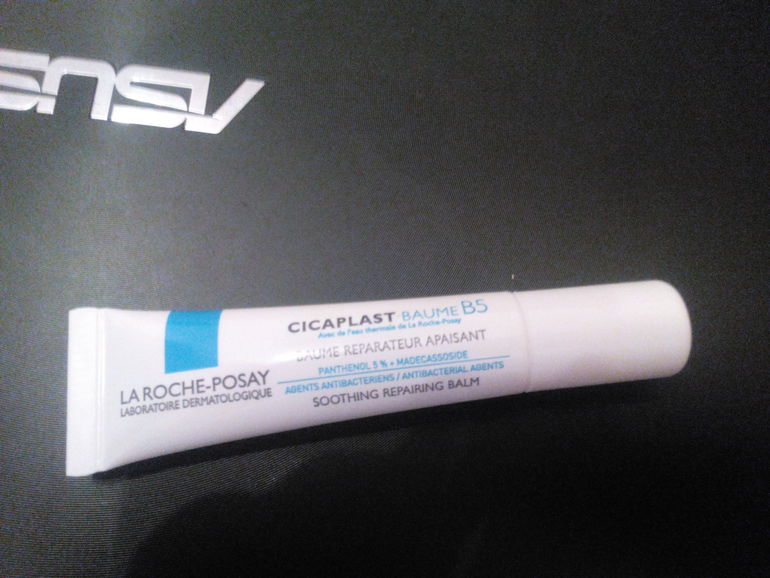 ASUS
CICAPLAST BAUME B5
Avec de l'eau thermale de La Roche-Posay
BAUME REPARATEUR APAISANT
PANTHENOL 5% + MADECASSOSIDE
AGENTS ANTIBACTERIENS / ANTIBACTERIAL AGENTS
SOOTHING REPAIRING BALM
LA ROCHE-POSAY
LABORATOIRE DERMATOLOGIQUE